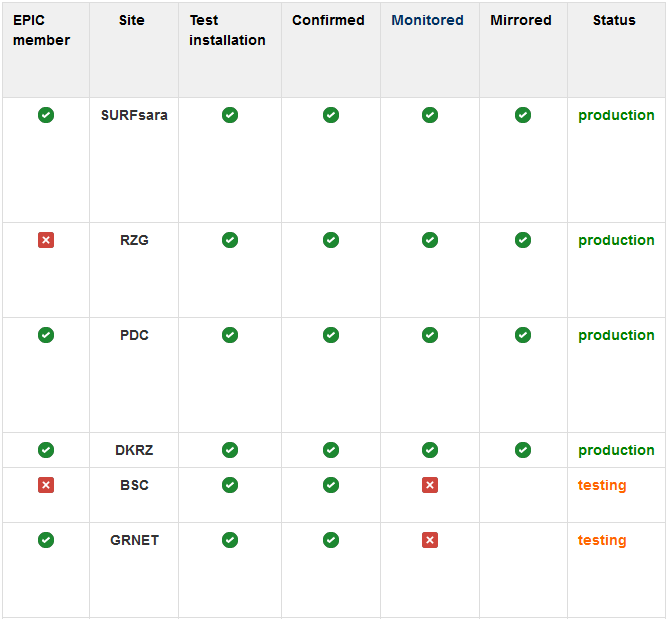 EPIC member
Site
Test installation
Confirmed
Monitored
Mirrored
Status
SURFsara
production
RZG
production
PDC
production
DKRZ
production
BSC
testing
GRNET
testing